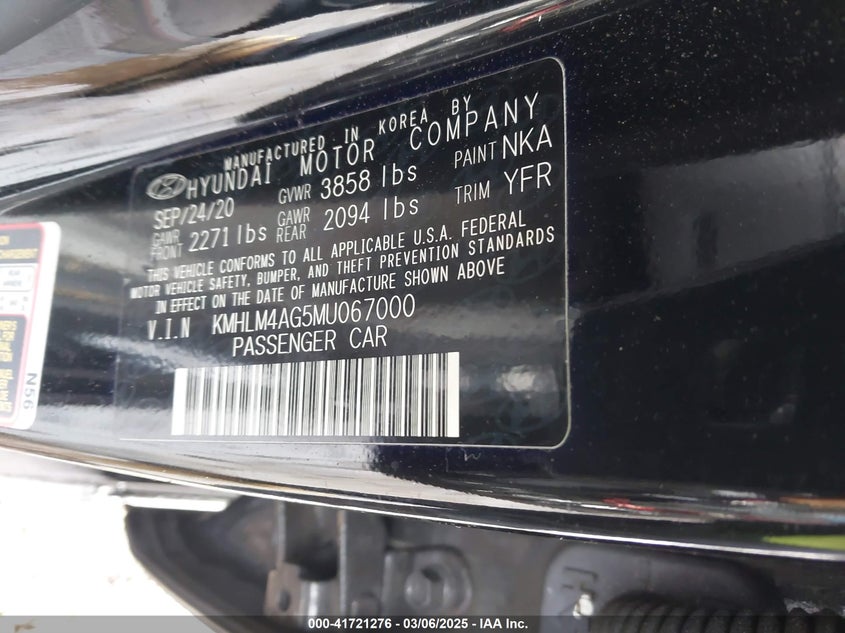 MANUFACTURED IN KOREA BY
HYUNDAI MOTOR COMPANY
SEP/24/20 GVWR 3858 lbs PAINT NKA
GAWR FRONT 2271 lbs GAWR REAR 2094 lbs TRIM YFR
THIS VEHICLE CONFORMS TO ALL APPLICABLE U.S.A. FEDERAL
MOTOR VEHICLE SAFETY, BUMPER, AND THEFT PREVENTION STANDARDS
IN EFFECT ON THE DATE OF MANUFACTURE SHOWN ABOVE
V.I.N KMHLM4AG5MU067000
PASSENGER CAR
N56
000-41721276 - 03/06/2025 - IAA Inc.